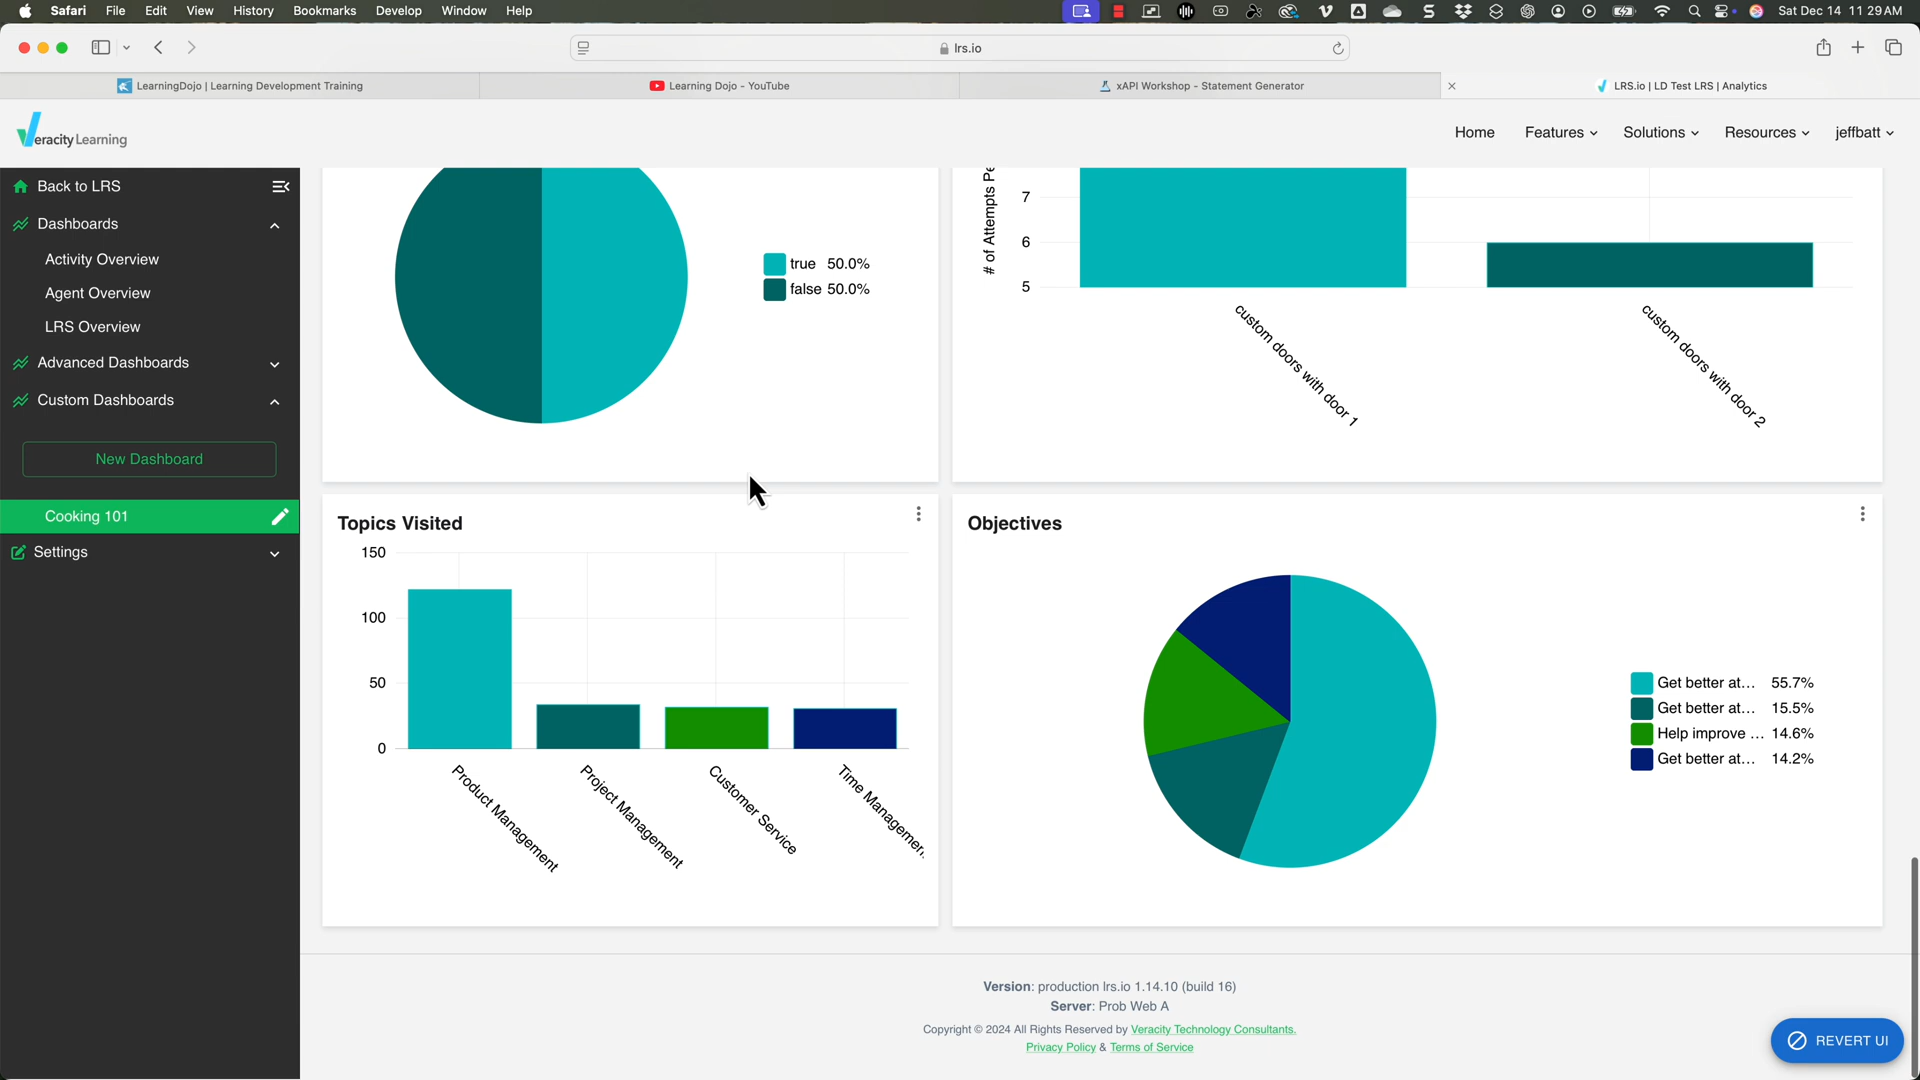 Safari File Edit View History Bookmarks Develop Window Help Sat Dec 14 11 29 AM
lrs.io
LearningDojo | Learning Development Training
Learning Dojo - YouTube
xAPI Workshop - Statement Generator
LRS.io | LD Test LRS | Analytics
Veracity Learning
Home Features Solutions Resources jeffbatt
Back to LRS
Dashboards
Activity Overview
Agent Overview
LRS Overview
Advanced Dashboards
Custom Dashboards
New Dashboard
Cooking 101
Settings
true 50.0%
false 50.0%
# of Attempts Pe
7
6
5
custom doors with door 1
custom doors with door 2
Topics Visited
150
100
50
0
Product Management
Project Management
Customer Service
Time Managemen
Objectives
Get better at... 55.7%
Get better at... 15.5%
Help improve ... 14.6%
Get better at... 14.2%
Version: production lrs.io 1.14.10 (build 16)
Server: Prob Web A
Copyright © 2024 All Rights Reserved by Veracity Technology Consultants.
Privacy Policy & Terms of Service
REVERT UI